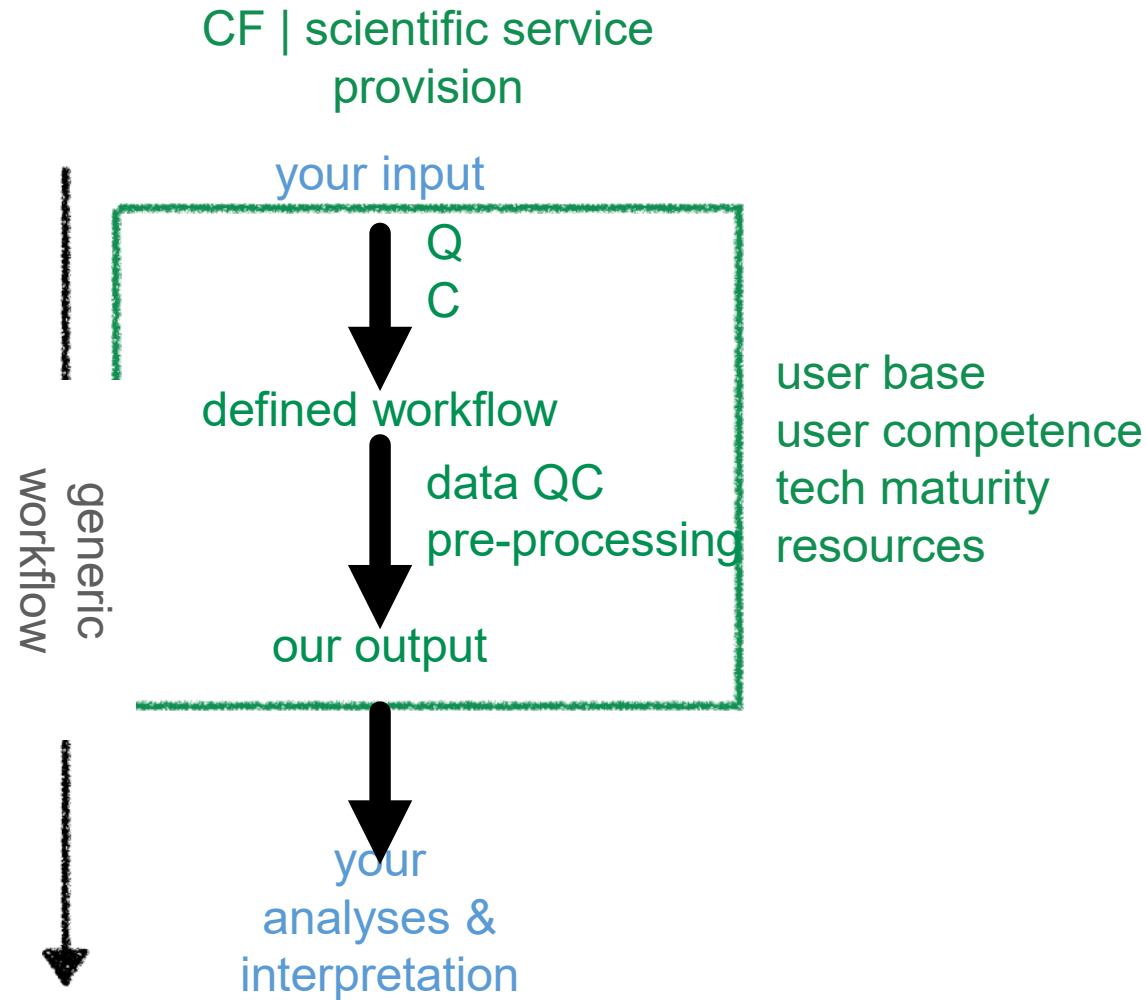 CF | scientific service
provision
your input
Q
C
defined workflow
data QC
pre-processing
our output
your
analyses &
interpretation
generic
workflow
user base
user competence
tech maturity
resources